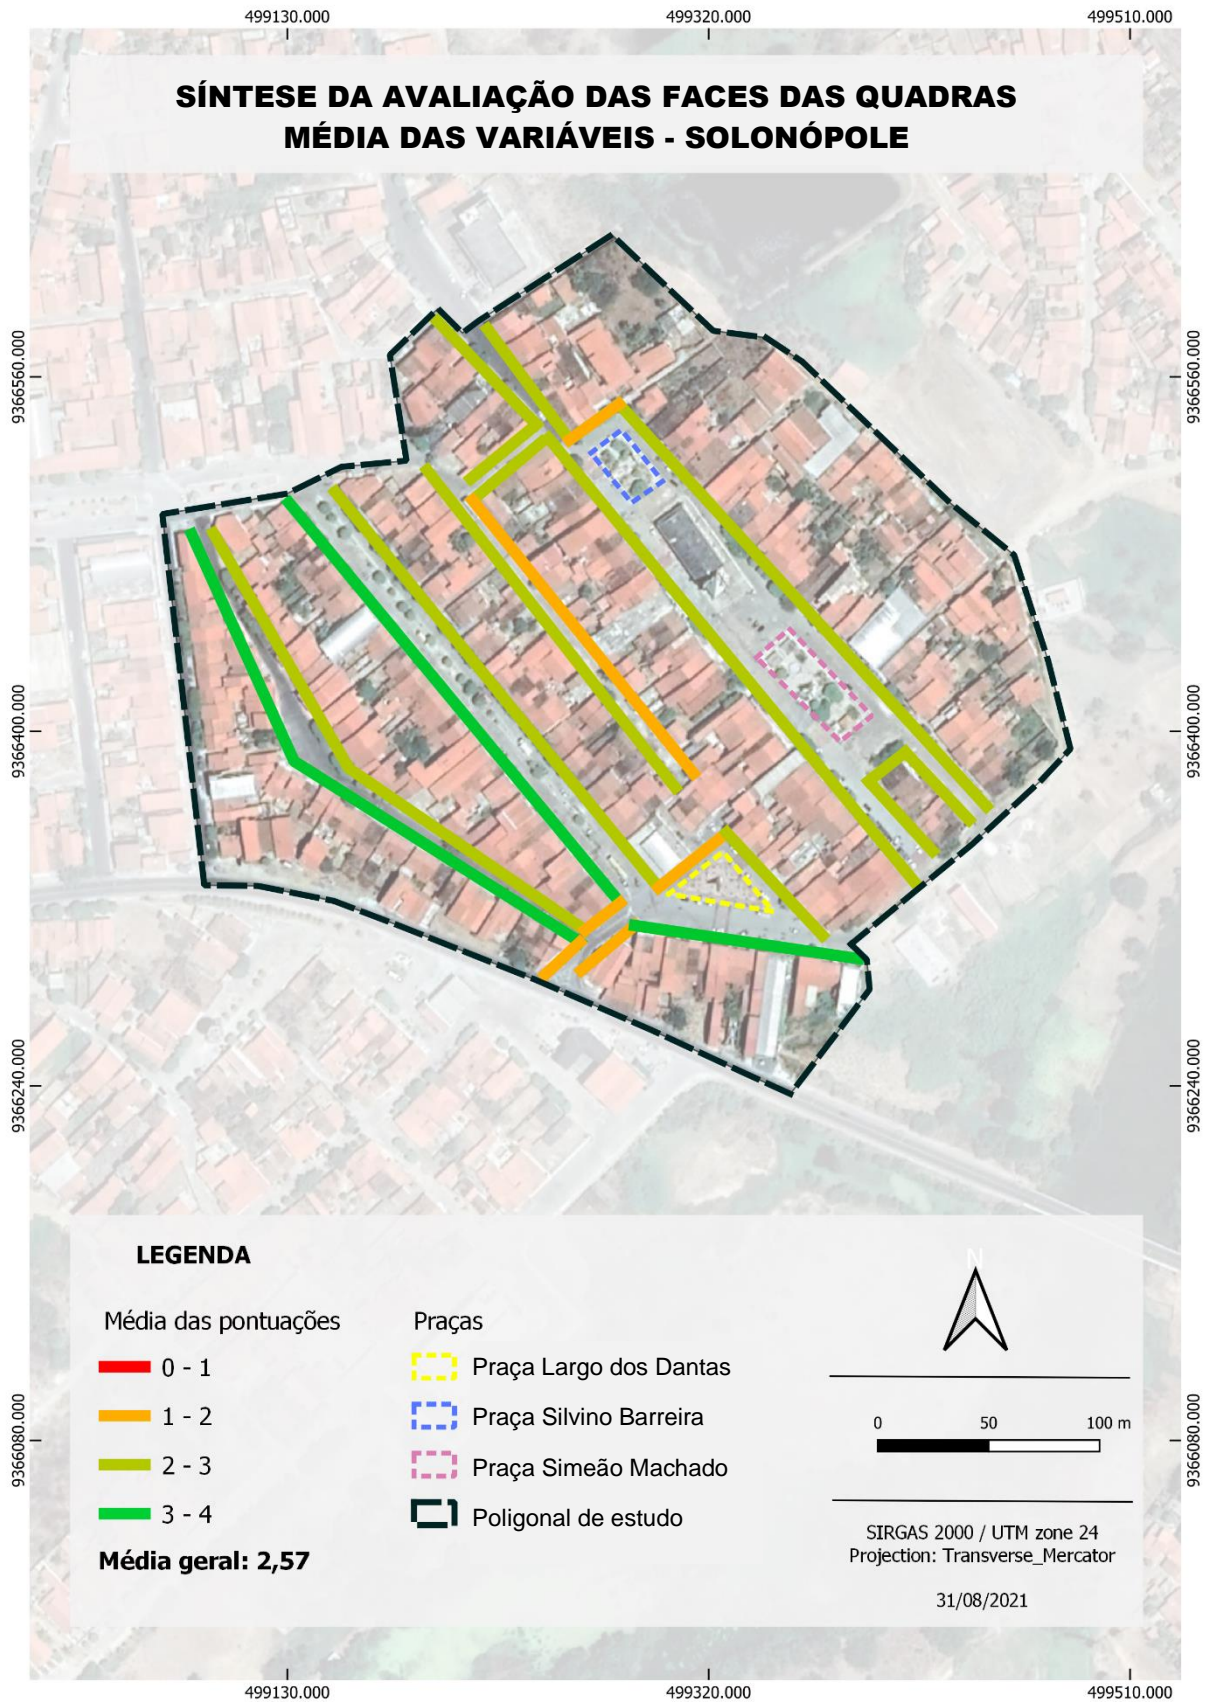 499130.000 499320.000 499510.000
SÍNTESE DA AVALIAÇÃO DAS FACES DAS QUADRAS
MÉDIA DAS VARIÁVEIS - SOLONÓPOLE
9366560.000 9366560.000
9366400.000 9366400.000
9366240.000 9366240.000
LEGENDA
N
Média das pontuações
0 - 1
1 - 2
2 - 3
3 - 4
Média geral: 2,57
Praças
Praça Largo dos Dantas
Praça Silvino Barreira
Praça Simeão Machado
Poligonal de estudo
0 50 100 m
9366080.000 9366080.000
SIRGAS 2000 / UTM zone 24
Projection: Transverse_Mercator
31/08/2021
499130.000 499320.000 499510.000